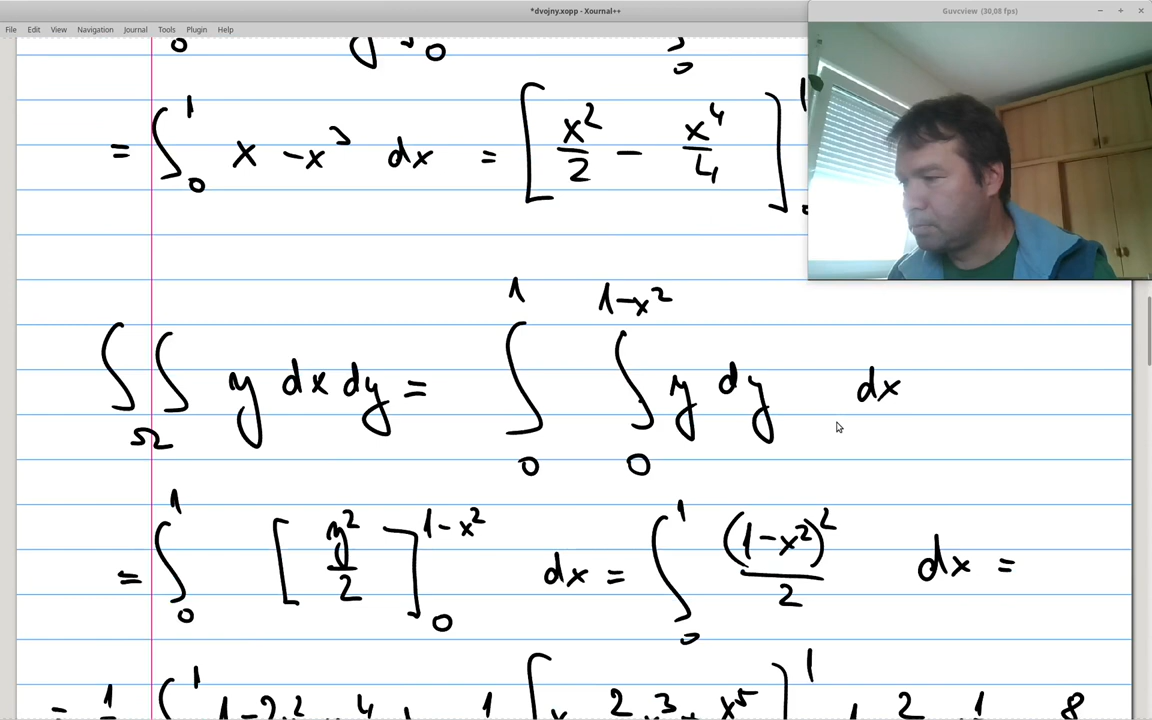 *dvojny.xopp - Xournal++
Guvcview (30,08 fps)
File Edit View Navigation Journal Tools Plugin Help
= ∫₀¹ x - x³ dx = [x²/2 - x⁴/4]
∫∫_Ω y dx dy = ∫₀¹ ∫₀^(1-x²) y dy dx
= ∫₀¹ [y²/2]₀^(1-x²) dx = ∫₀¹ (1-x²)²/2 dx =